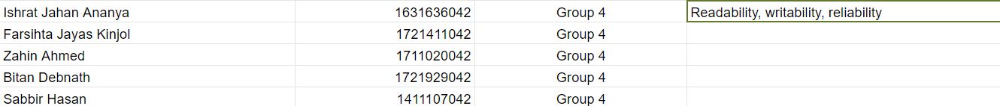 Ishrat Jahan Ananya 1631636042 Group 4 Readability, writability, reliability
Farsihta Jayas Kinjol 1721411042 Group 4
Zahin Ahmed 1711020042 Group 4
Bitan Debnath 1721929042 Group 4
Sabbir Hasan 1411107042 Group 4